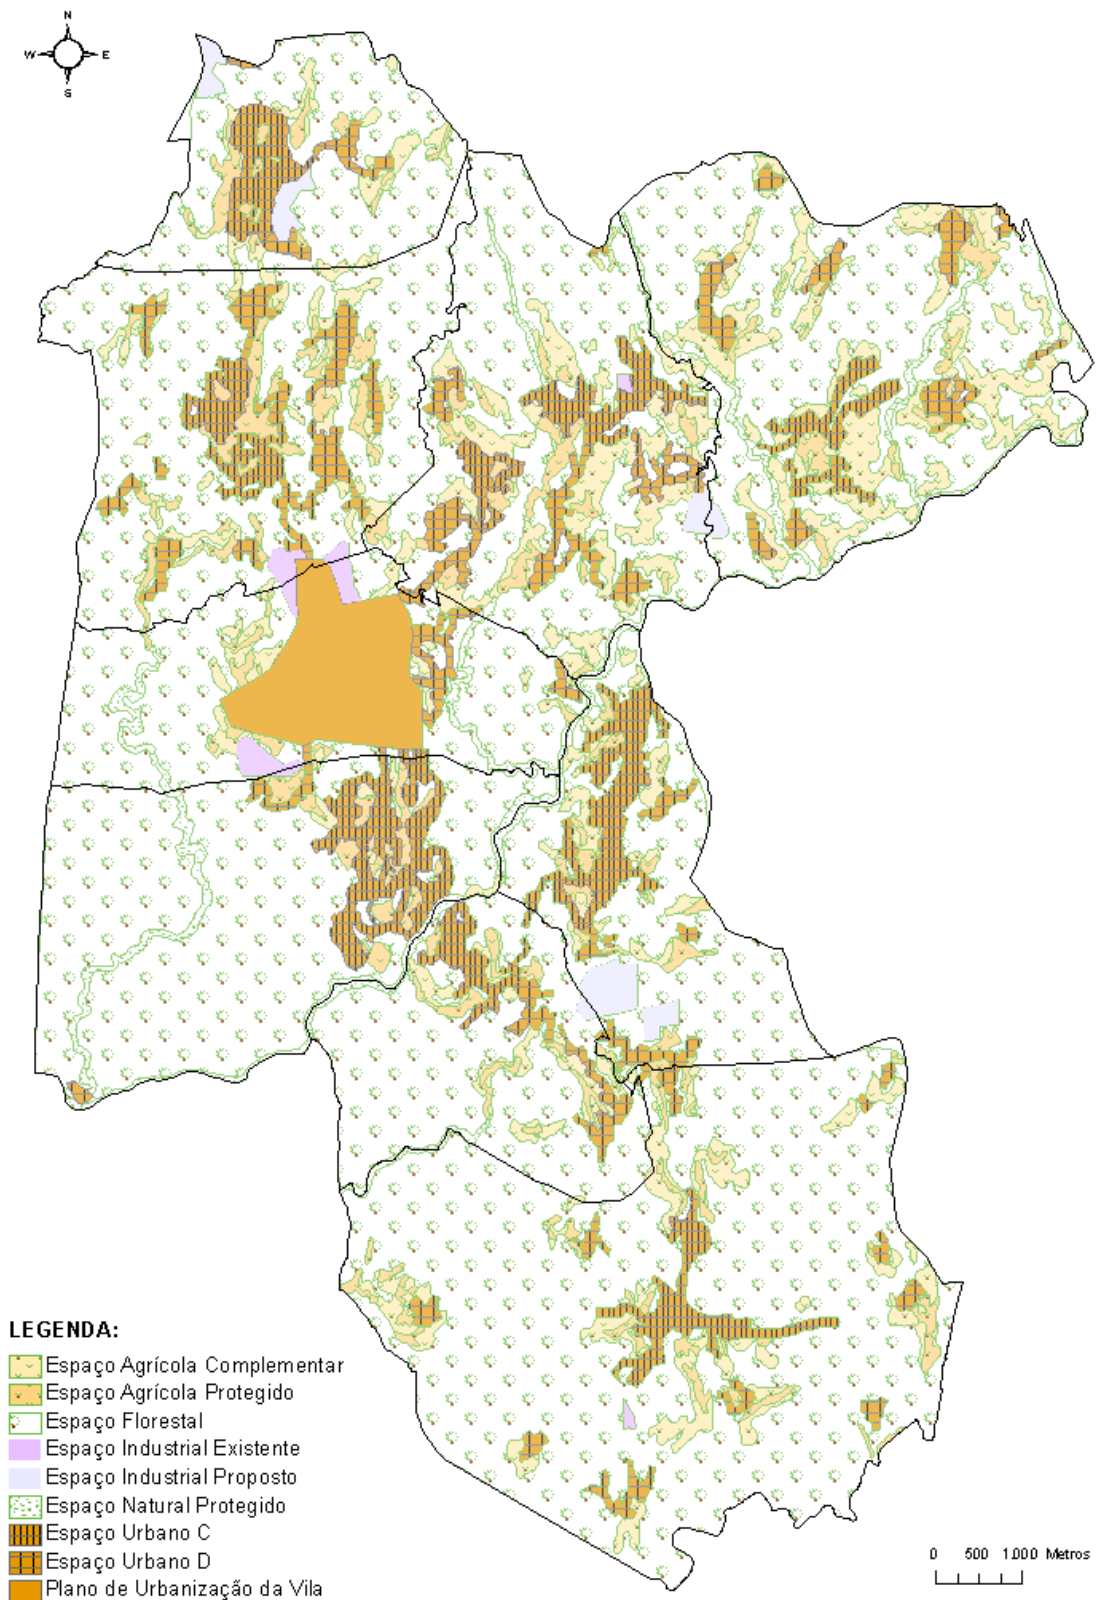 N
W E
S
LEGENDA:
Espaço Agrícola Complementar
Espaço Agrícola Protegido
Espaço Florestal
Espaço Industrial Existente
Espaço Industrial Proposto
Espaço Natural Protegido
Espaço Urbano C
Espaço Urbano D
Plano de Urbanização da Vila
0 500 1.000 Metros